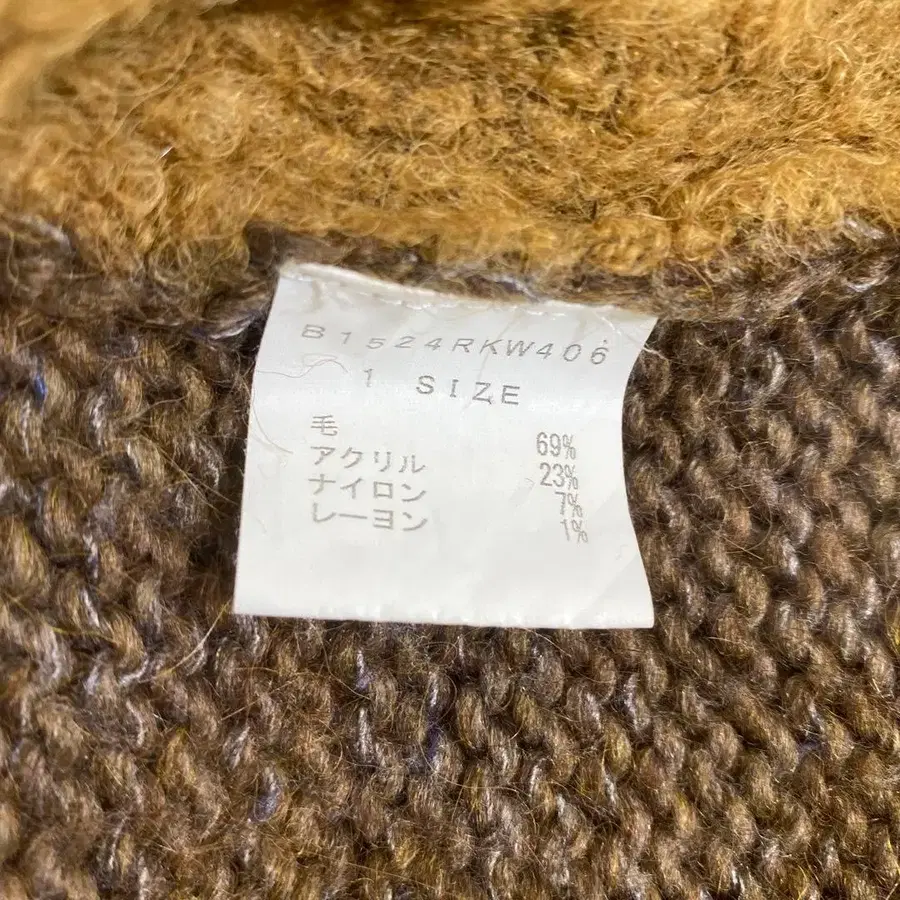 B1524RKW406
1 SIZE
毛 69%
アクリル 23%
ナイロン 7%
レーヨン 1%